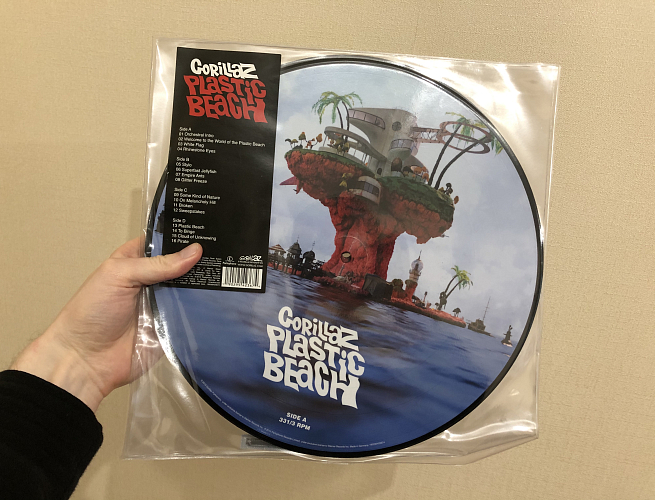 GORILLAZ
PLASTIC
BEACH
Side A
01 Orchestral Intro
02 Welcome to the World of the Plastic Beach
03 White Flag
04 Rhinestone Eyes
Side B
05 Stylo
06 Superfast Jellyfish
07 Empire Ants
08 Glitter Freeze
Side C
09 Some Kind of Nature
10 On Melancholy Hill
11 Broken
12 Sweepstakes
Side D
13 Plastic Beach
14 To Binge
15 Cloud of Unknowing
16 Pirate
GORILLAZ
GORILLAZ
PLASTIC
BEACH
SIDE A
331/3 RPM